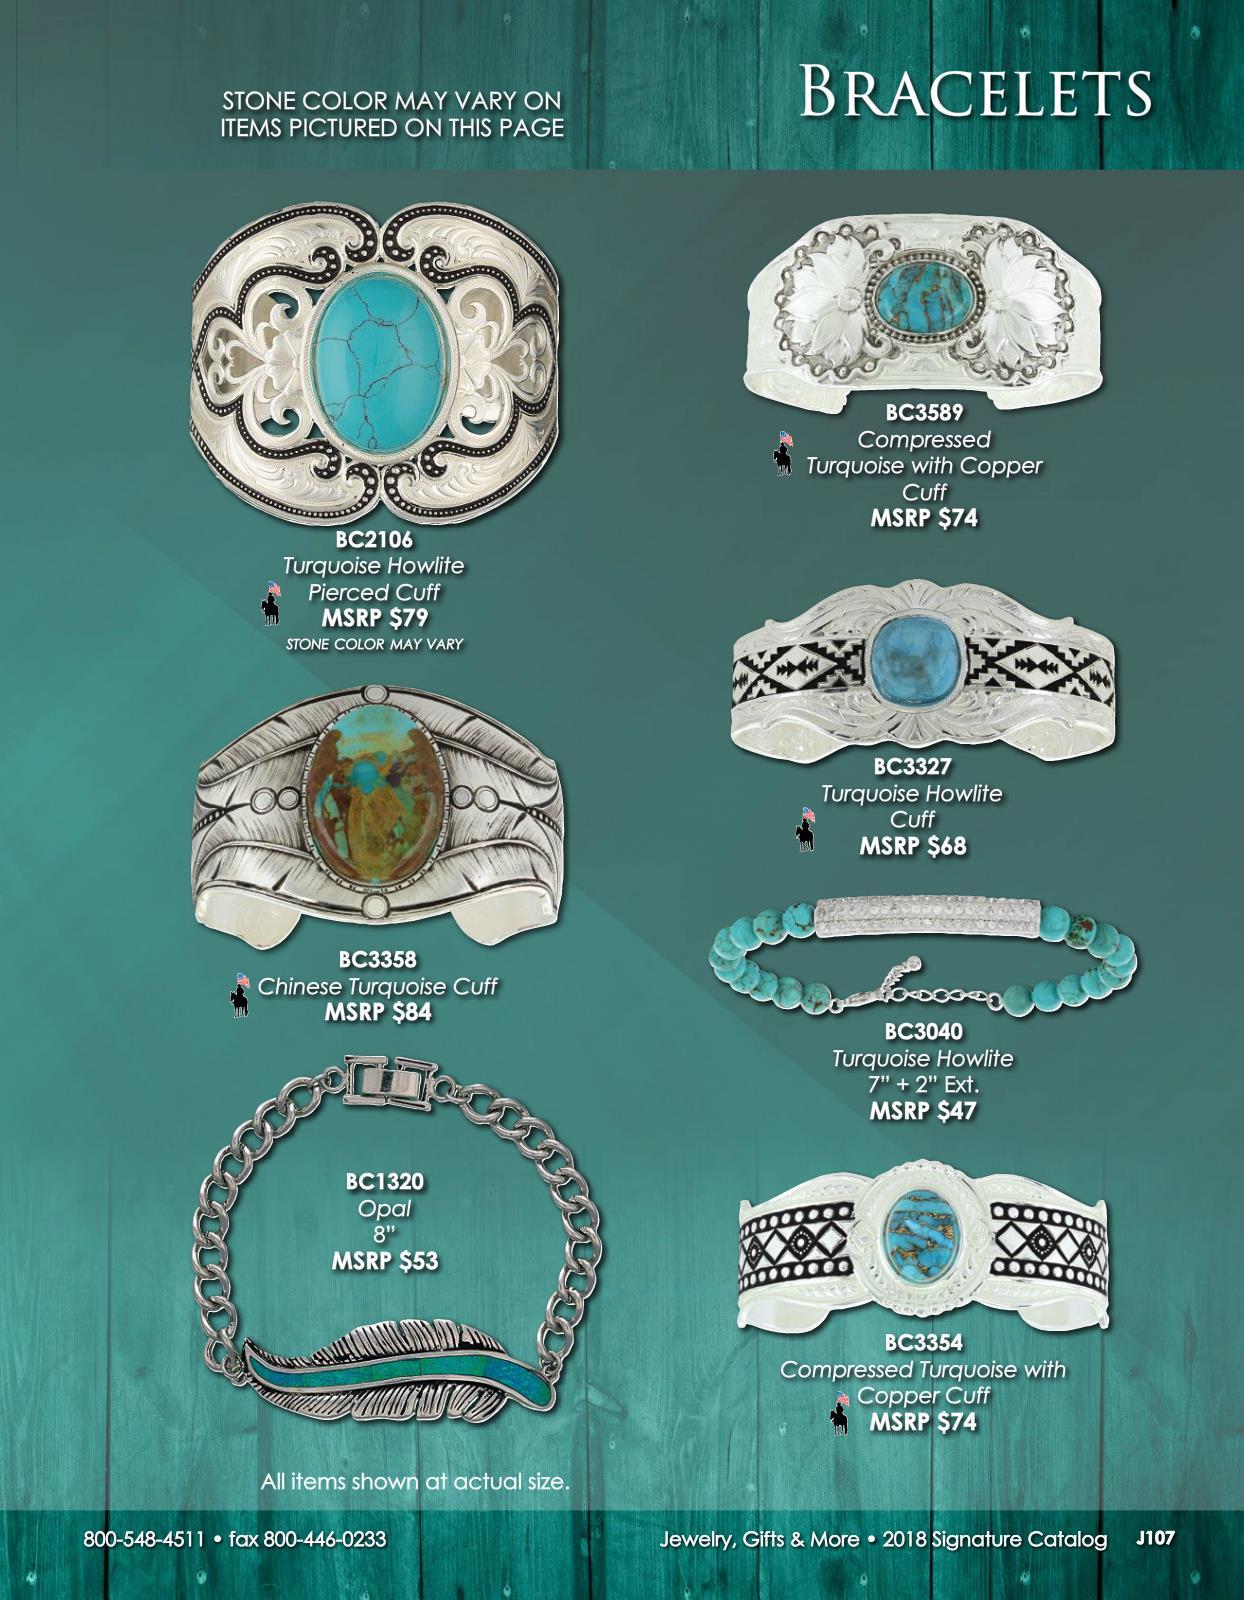 STONE COLOR MAY VARY ON
ITEMS PICTURED ON THIS PAGE
BRACELETS
BC2106
Turquoise Howlite
Pierced Cuff
MSRP $79
STONE COLOR MAY VARY
BC3589
Compressed
Turquoise with Copper
Cuff
MSRP $74
BC3327
Turquoise Howlite
Cuff
MSRP $68
BC3358
Chinese Turquoise Cuff
MSRP $84
BC3040
Turquoise Howlite
7” + 2” Ext.
MSRP $47
BC1320
Opal
8”
MSRP $53
BC3354
Compressed Turquoise with
Copper Cuff
MSRP $74
All items shown at actual size.
800-548-4511 • fax 800-446-0233
Jewelry, Gifts & More • 2018 Signature Catalog J107